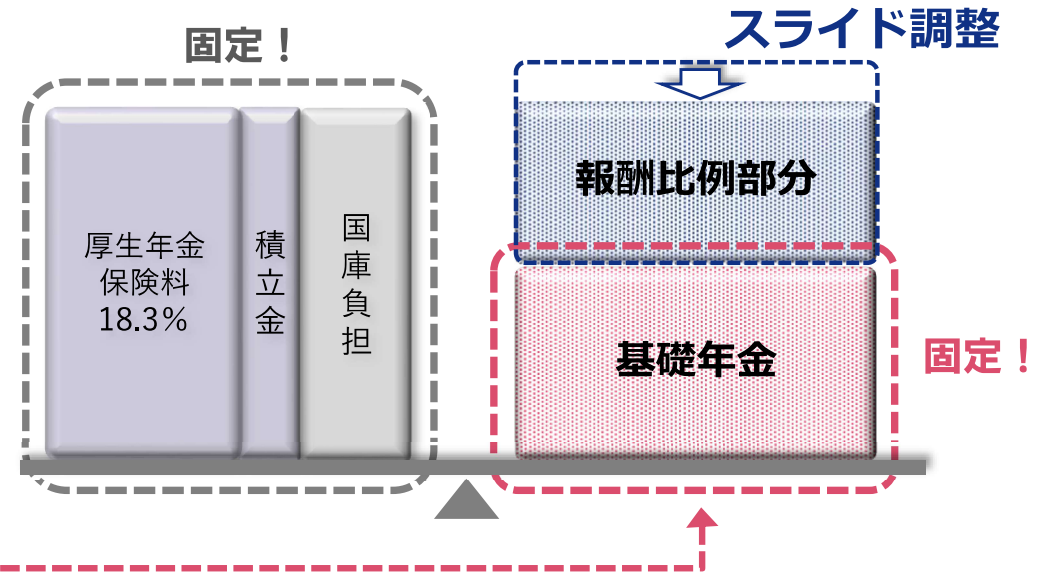 スライド調整
固定！
報酬比例部分
厚生年金
保険料
18.3%
積立金
国庫負担
基礎年金
固定！